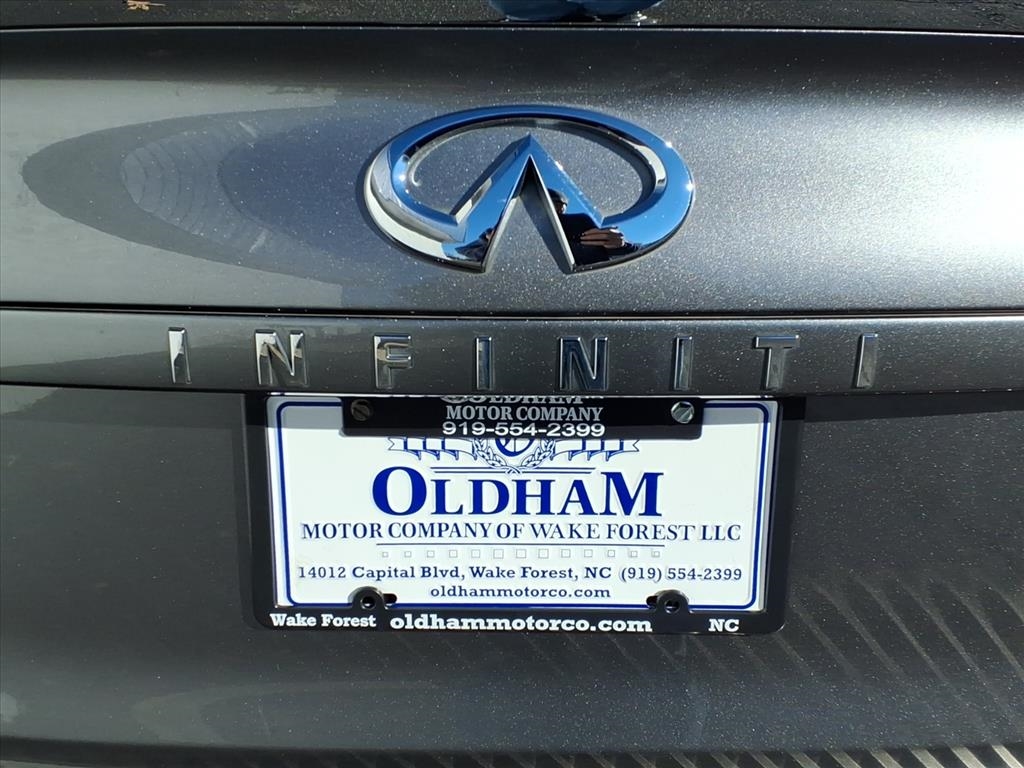 INFINITI
OLDHAM
MOTOR COMPANY
919-554-2399
OLDHAM
MOTOR COMPANY OF WAKE FOREST LLC
14012 Capital Blvd, Wake Forest, NC (919) 554-2399
oldhammotorco.com
Wake Forest oldhammotorco.com NC